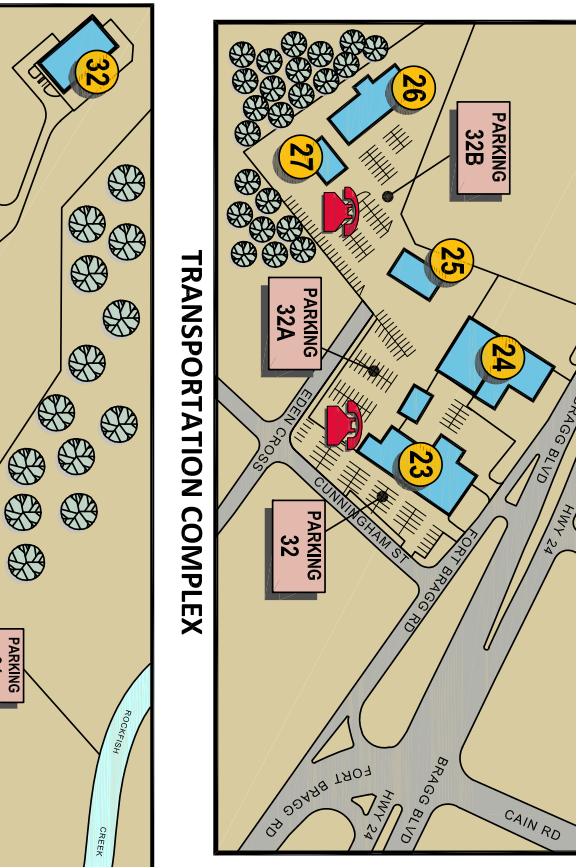 26
27
PARKING
32B
25
24
PARKING
32A
23
PARKING
32
EDEN CROSS
CUNNINGHAM ST
FORT BRAGG RD
BRAGG BLVD
HWY 24
FORT BRAGG RD
HWY 24
BRAGG BLVD
CAIN RD
TRANSPORTATION COMPLEX
32
PARKING
ROCKFISH
CREEK